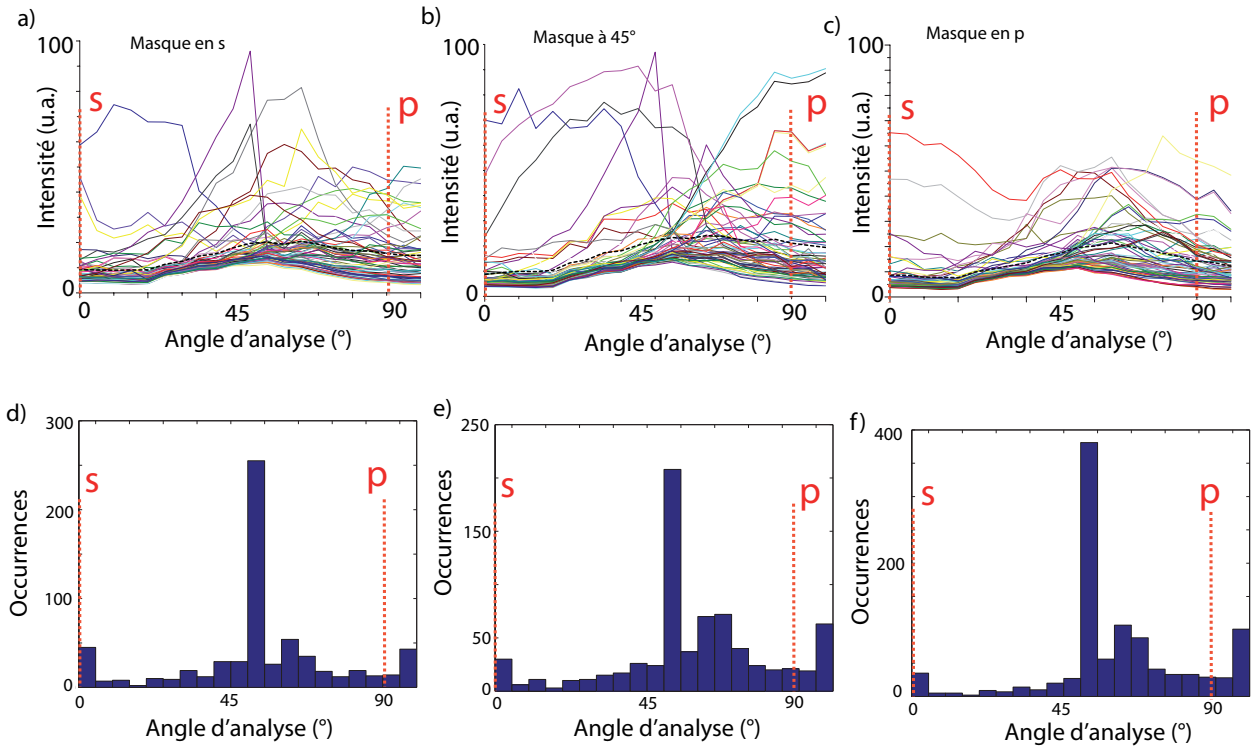 a)
Masque en s
100
s
p
Intensité (u.a.)
0
0
45
90
Angle d'analyse (°)
b)
Masque à 45°
100
s
p
Intensité (u.a.)
0
0
45
90
Angle d'analyse (°)
c)
Masque en p
100
s
p
Intensité (u.a.)
0
0
45
90
Angle d'analyse (°)
d)
300
200
100
0
s
p
Occurrences
0
45
90
Angle d'analyse (°)
e)
250
150
50
0
s
p
Occurrences
0
45
90
Angle d'analyse (°)
f)
400
200
0
s
p
Occurrences
0
45
90
Angle d'analyse (°)